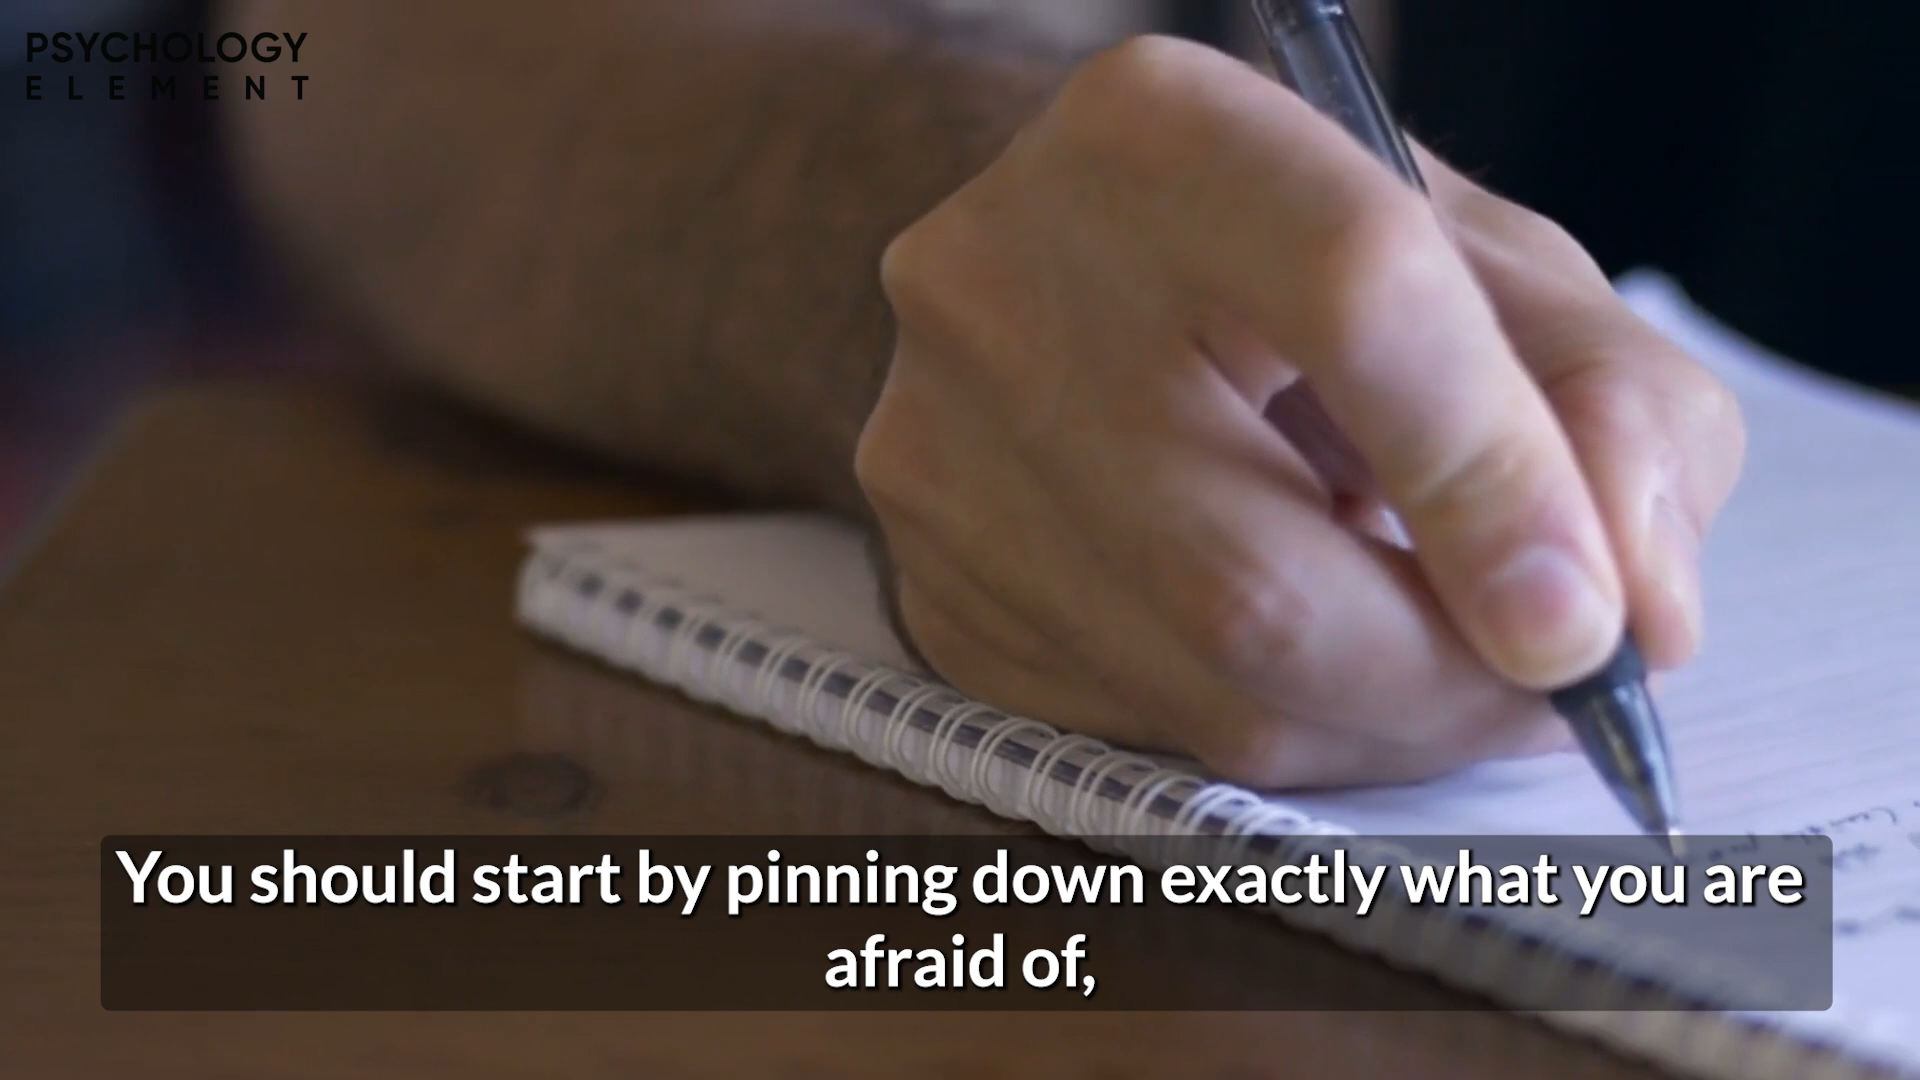 PSYCHOLOGY
ELEMENT
You should start by pinning down exactly what you are
afraid of,